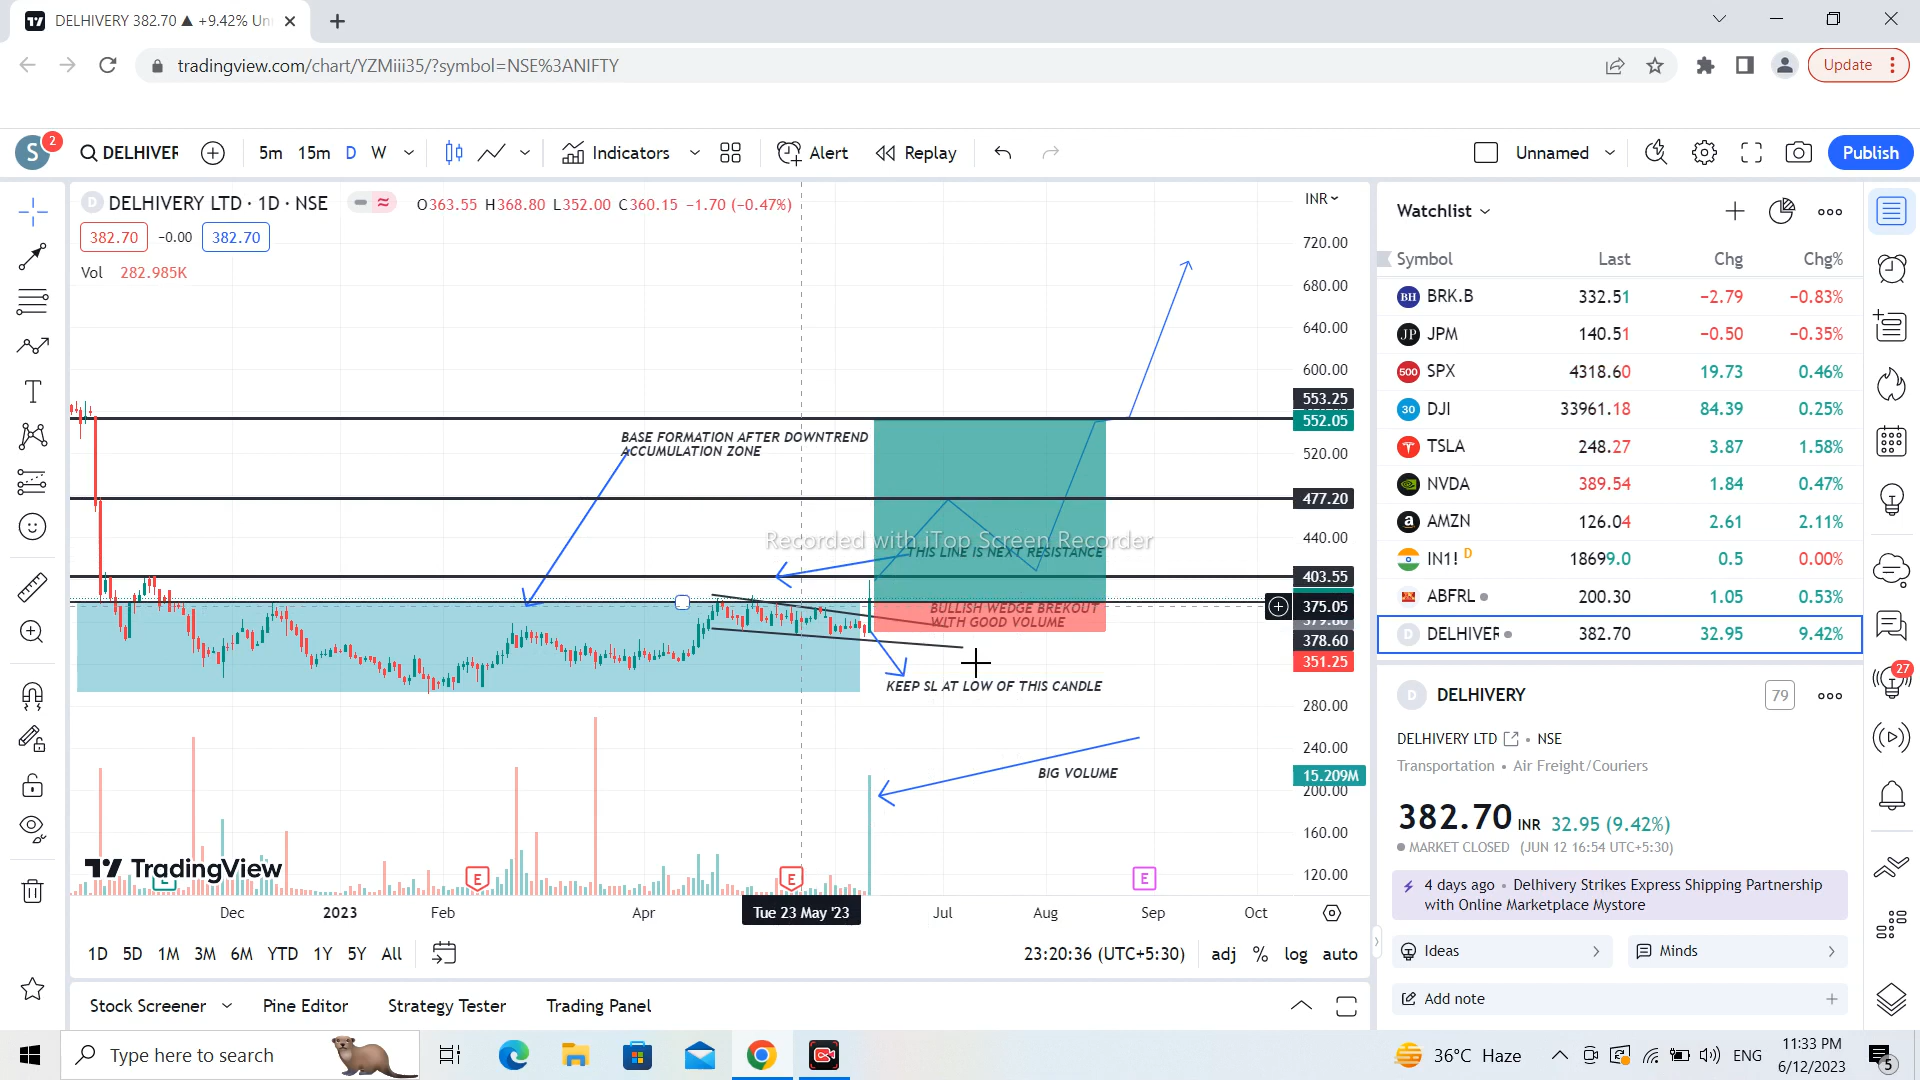 DELHIVERY 382.70 ▲ +9.42% Un
tradingview.com/chart/YZMiii35/?symbol=NSE%3ANIFTY
Update
S
2
DELHIVER
5m 15m D W
Indicators
Alert
Replay
Unnamed
Publish
D DELHIVERY LTD · 1D · NSE
O363.55 H368.80 L352.00 C360.15 −1.70 (−0.47%)
382.70 −0.00 382.70
Vol 282.985K
INR
720.00
680.00
640.00
600.00
553.25
552.05
520.00
477.20
440.00
403.55
375.05
378.60
351.25
280.00
240.00
15.209M
200.00
160.00
120.00
BASE FORMATION AFTER DOWNTREND
ACCUMULATION ZONE
Recorded with iTop Screen Recorder
THIS LINE IS NEXT RESISTANCE
BULLISH WEDGE BREKOUT
WITH GOOD VOLUME
KEEP SL AT LOW OF THIS CANDLE
BIG VOLUME
TradingView
E E E
Dec 2023 Feb Apr Tue 23 May '23 Jul Aug Sep Oct
1D 5D 1M 3M 6M YTD 1Y 5Y All
23:20:36 (UTC+5:30) adj % log auto
Stock Screener Pine Editor Strategy Tester Trading Panel
Watchlist
Symbol Last Chg Chg%
BH BRK.B 332.51 −2.79 −0.83%
JP JPM 140.51 −0.50 −0.35%
500 SPX 4318.60 19.73 0.46%
30 DJI 33961.18 84.39 0.25%
TSLA 248.27 3.87 1.58%
NVDA 389.54 1.84 0.47%
a AMZN 126.04 2.61 2.11%
IN1! D 18699.0 0.5 0.00%
ABFRL 200.30 1.05 0.53%
D DELHIVER 382.70 32.95 9.42%
D DELHIVERY 79
DELHIVERY LTD • NSE
Transportation • Air Freight/Couriers
382.70 INR 32.95 (9.42%)
MARKET CLOSED (JUN 12 16:54 UTC+5:30)
4 days ago • Delhivery Strikes Express Shipping Partnership
with Online Marketplace Mystore
Ideas
Minds
Add note
27
Type here to search
36°C Haze
ENG
11:33 PM
6/12/2023
5